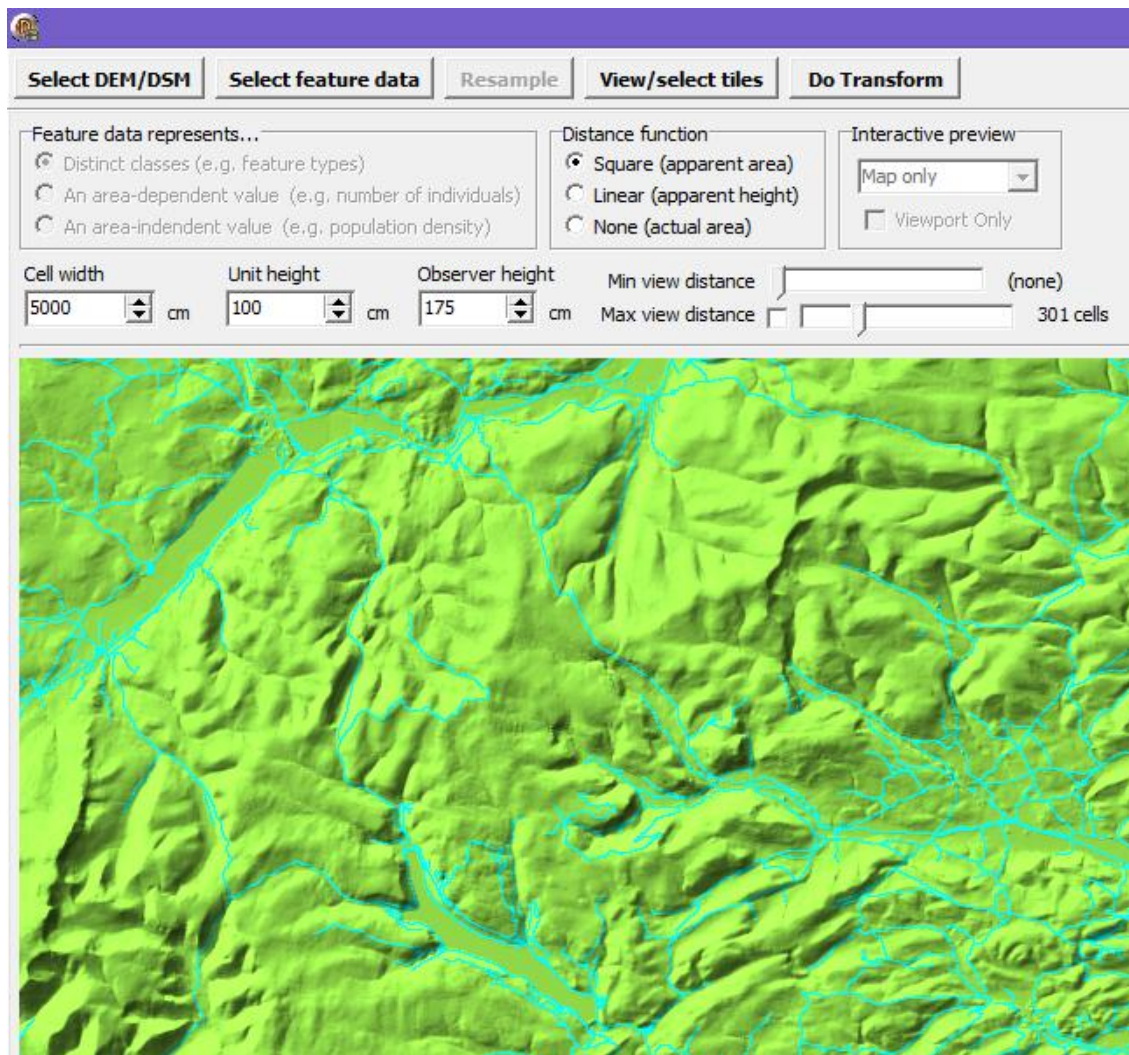 Select DEM/DSM Select feature data Resample View/select tiles Do Transform
Feature data represents... Distance function Interactive preview
Distinct classes (e.g. feature types) Square (apparent area) Map only
An area-dependent value (e.g. number of individuals) Linear (apparent height) Viewport Only
An area-indendent value (e.g. population density) None (actual area)
Cell width Unit height Observer height Min view distance (none)
5000 cm 100 cm 175 cm Max view distance 301 cells